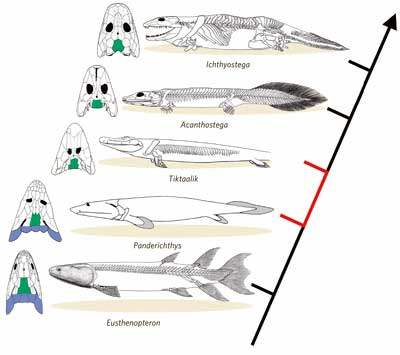 Ichthyostega
Acanthostega
Tiktaalik
Panderichthys
Eusthenopteron